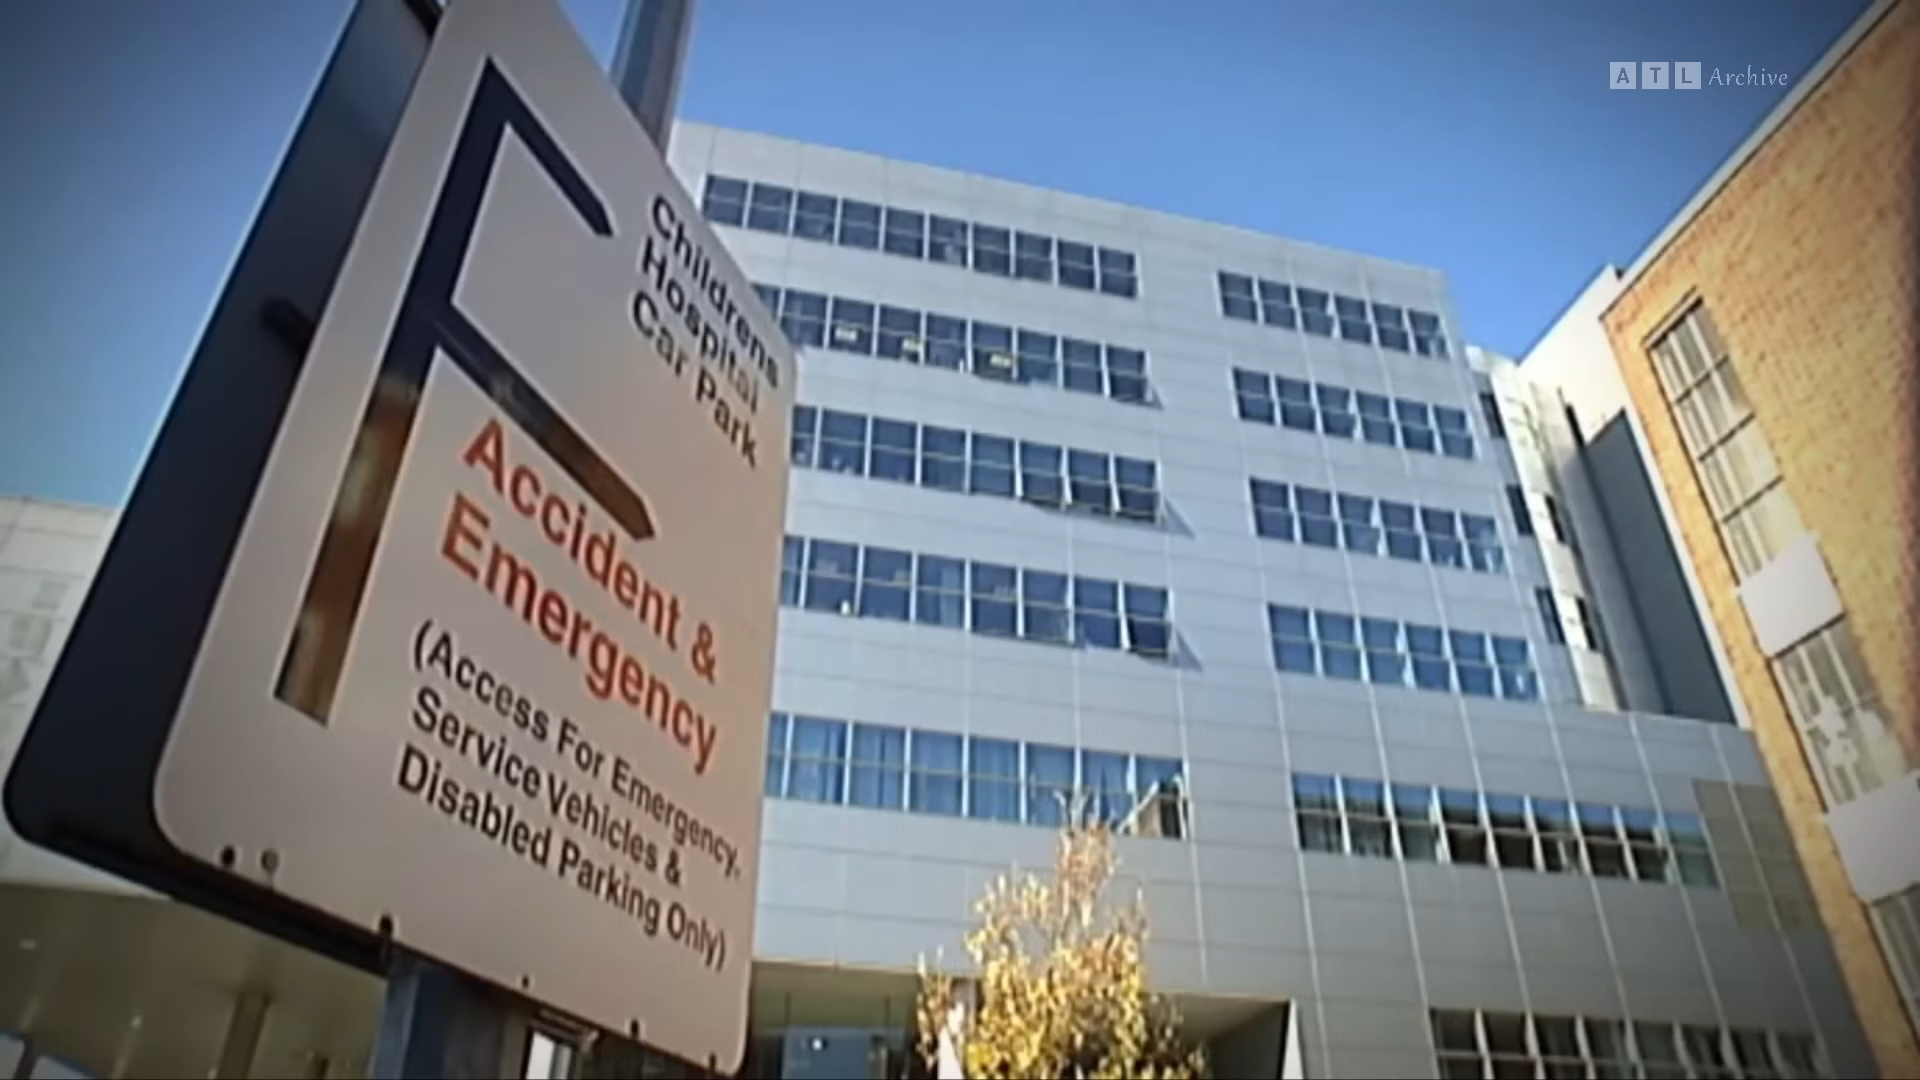 ATL Archive
Childrens
Hospital
Car Park
Accident &
Emergency
(Access For Emergency,
Service Vehicles &
Disabled Parking Only)